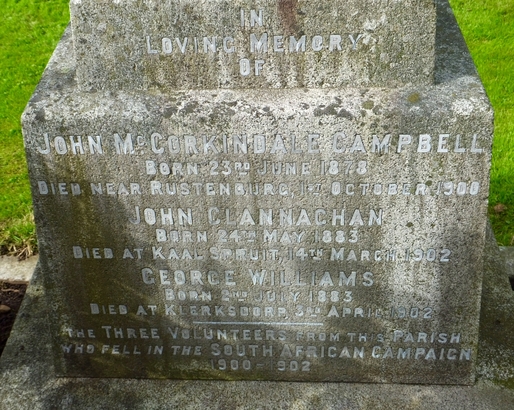 IN
LOVING MEMORY
OF
JOHN McCORKINDALE CAMPBELL
BORN 23RD JUNE 1878
DIED NEAR RUSTENBURG, 1ST OCTOBER 1900
JOHN CLANNACHAN
BORN 24TH MAY 1883
DIED AT KAALSPRUIT, 14TH MARCH 1902
GEORGE WILLIAMS
BORN 2ND JULY 1883
DIED AT KLERKSDORP, 3RD APRIL 1902
THE THREE VOLUNTEERS FROM THIS PARISH
WHO FELL IN THE SOUTH AFRICAN CAMPAIGN
1900-1902